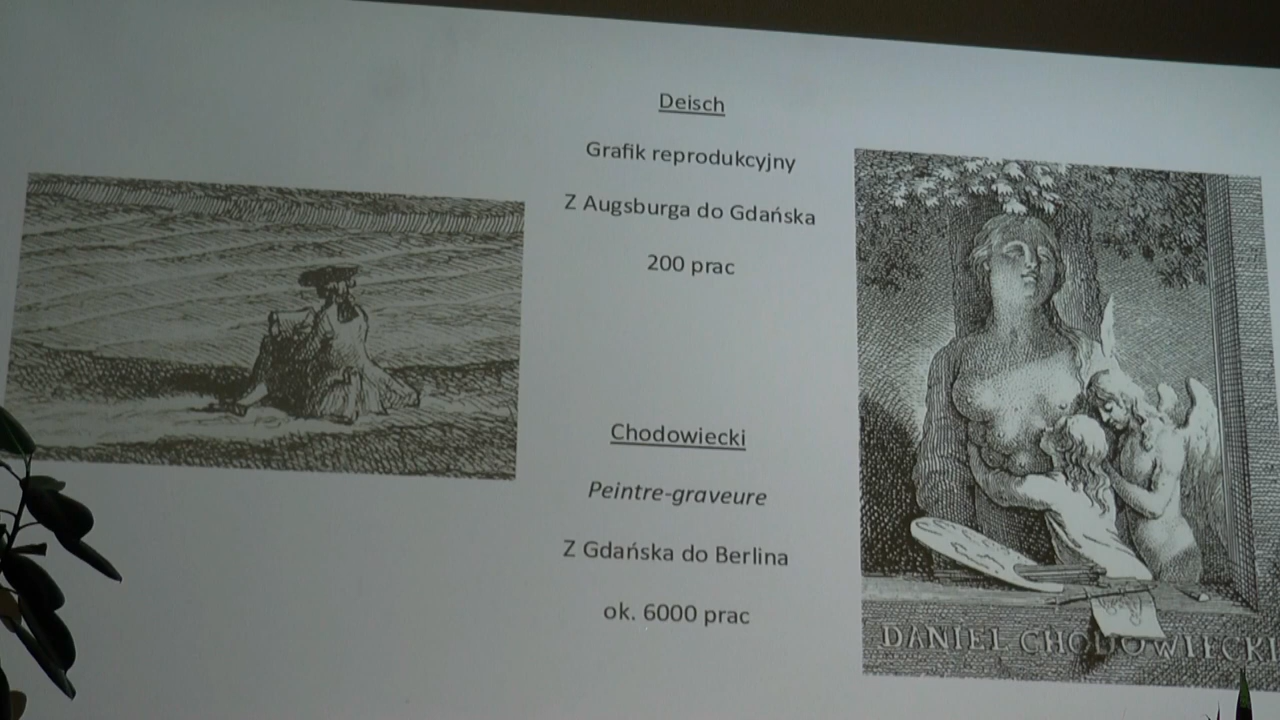 Deisch
Grafik reprodukcyjny
Z Augsburga do Gdańska
200 prac
Chodowiecki
Peintre-graveure
Z Gdańska do Berlina
ok. 6000 prac
DANIEL CHODOWIECKI